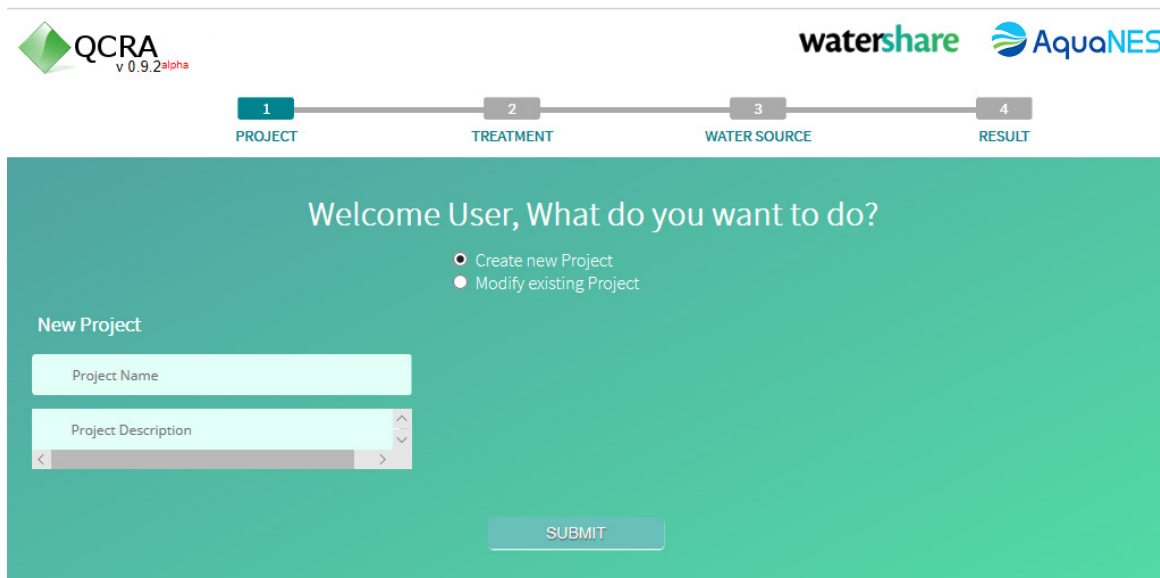 QCRA
v 0.9.2alpha
watershare
AquaNES
1
2
3
4
PROJECT
TREATMENT
WATER SOURCE
RESULT
Welcome User, What do you want to do?
Create new Project
Modify existing Project
New Project
Project Name
Project Description
SUBMIT